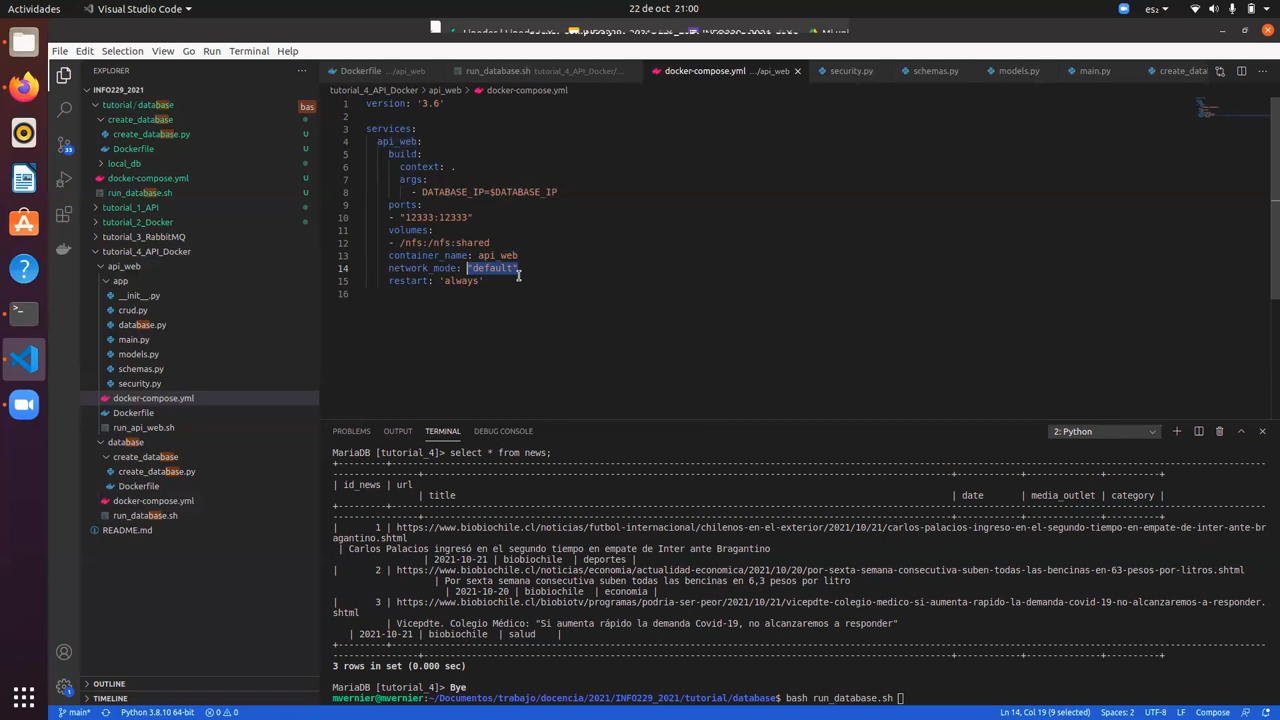 Actividades
Visual Studio Code
22 de oct 21:00
es₂
File Edit Selection View Go Run Terminal Help
EXPLORER
Dockerfile .../api_web
run_database.sh tutorial_4_API_Docker/...
docker-compose.yml .../api_web
security.py
schemas.py
models.py
main.py
create_data
INFO229_2021
tutorial / database
bas
create_database
create_database.py U
Dockerfile U
local_db
docker-compose.yml U
run_database.sh U
tutorial_1_API
tutorial_2_Docker
tutorial_3_RabbitMQ
tutorial_4_API_Docker
api_web
app
__init__.py
crud.py
database.py
main.py
models.py
schemas.py
security.py
docker-compose.yml
Dockerfile
run_api_web.sh
database
create_database
create_database.py
Dockerfile
docker-compose.yml
run_database.sh
README.md
OUTLINE
TIMELINE
33
1
tutorial_4_API_Docker > api_web > docker-compose.yml
1 version: '3.6'
2
3 services:
4 api_web:
5 build:
6 context: .
7 args:
8 - DATABASE_IP=$DATABASE_IP
9 ports:
10 - "12333:12333"
11 volumes:
12 - /nfs:/nfs:shared
13 container_name: api_web
14 network_mode: "default"
15 restart: 'always'
16
PROBLEMS OUTPUT TERMINAL DEBUG CONSOLE
2: Python
MariaDB [tutorial_4]> select * from news;
| id_news | url
| title | date | media_outlet | category |
| 1 | https://www.biobiochile.cl/noticias/futbol-internacional/chilenos-en-el-exterior/2021/10/21/carlos-palacios-ingreso-en-el-segundo-tiempo-en-empate-de-inter-ante-br
agantino.shtml
| Carlos Palacios ingresó en el segundo tiempo en empate de Inter ante Bragantino
| 2021-10-21 | biobiochile | deportes |
| 2 | https://www.biobiochile.cl/noticias/economia/actualidad-economica/2021/10/20/por-sexta-semana-consecutiva-suben-todas-las-bencinas-en-63-pesos-por-litros.shtml
| Por sexta semana consecutiva suben todas las bencinas en 6,3 pesos por litro
| 2021-10-20 | biobiochile | economia |
| 3 | https://www.biobiochile.cl/biobiotv/programas/podria-ser-peor/2021/10/21/vicepdte-colegio-medico-si-aumenta-rapido-la-demanda-covid-19-no-alcanzaremos-a-responder.
shtml
| Vicepdte. Colegio Médico: "Si aumenta rápido la demanda Covid-19, no alcanzaremos a responder"
| 2021-10-21 | biobiochile | salud |
3 rows in set (0.000 sec)
MariaDB [tutorial_4]> Bye
mvernier@mvernier:~/Documentos/trabajo/docencia/2021/INFO229_2021/tutorial/database$ bash run_database.sh
main*
Python 3.8.10 64-bit
0 0
Ln 14, Col 19 (9 selected)
Spaces: 2
UTF-8
LF
Compose